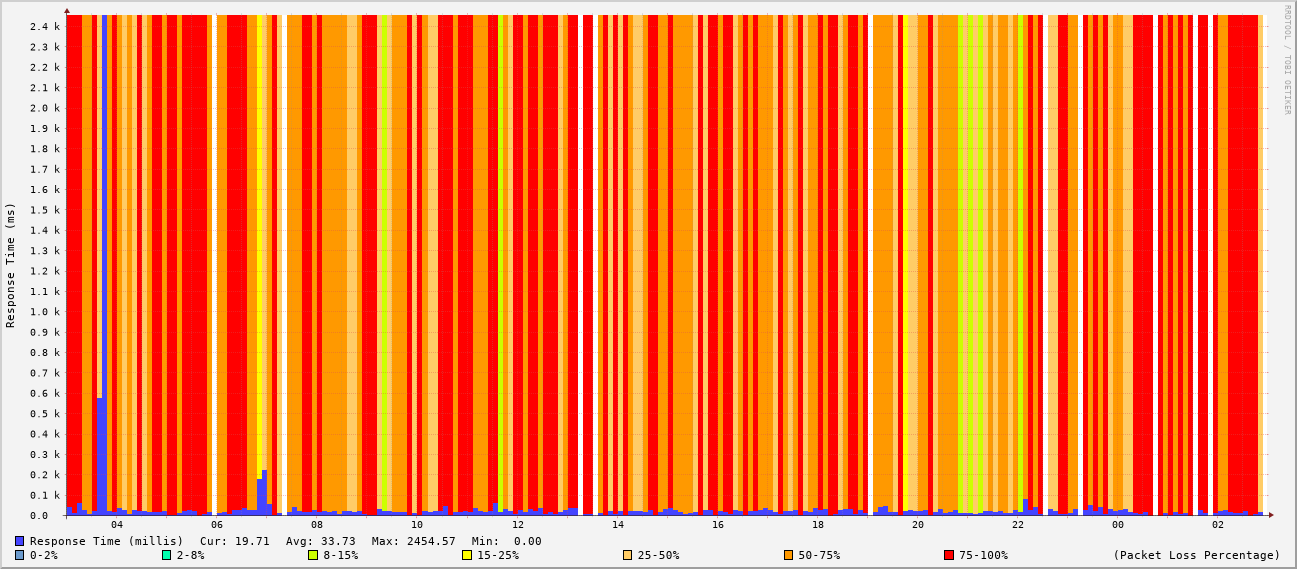 RRDTOOL / TOBI OETIKER
Response Time (ms)
2.4 k
2.3 k
2.2 k
2.1 k
2.0 k
1.9 k
1.8 k
1.7 k
1.6 k
1.5 k
1.4 k
1.3 k
1.2 k
1.1 k
1.0 k
0.9 k
0.8 k
0.7 k
0.6 k
0.5 k
0.4 k
0.3 k
0.2 k
0.1 k
0.0
04 06 08 10 12 14 16 18 20 22 00 02
Response Time (millis) Cur: 19.71 Avg: 33.73 Max: 2454.57 Min: 0.00
0-2% 2-8% 8-15% 15-25% 25-50% 50-75% 75-100% (Packet Loss Percentage)